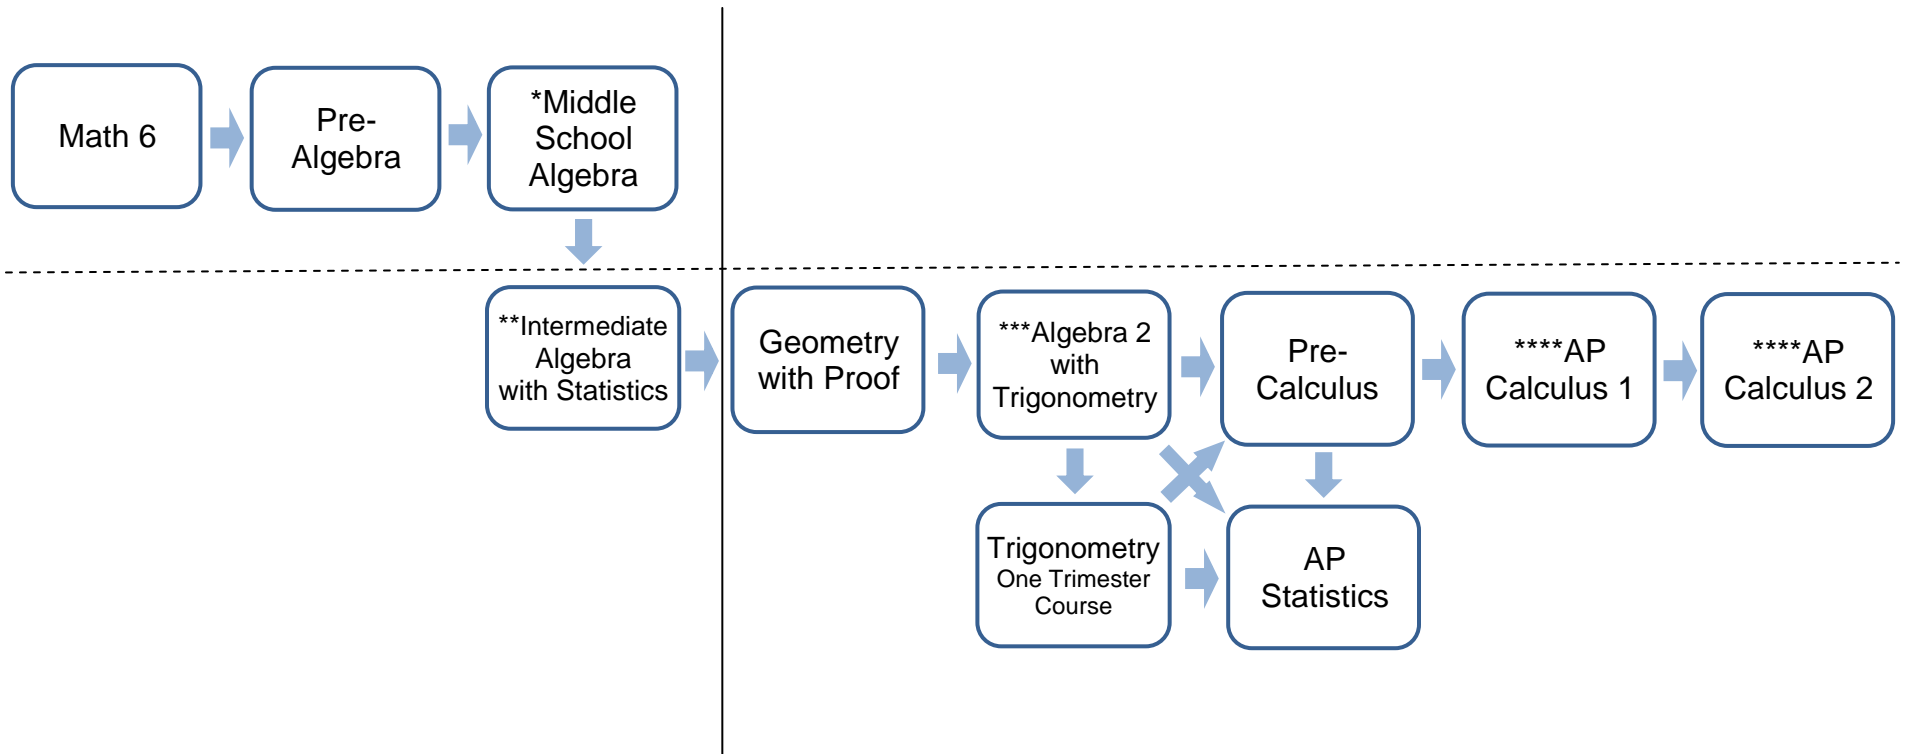 Math 6
Pre-
Algebra
*Middle
School
Algebra
**Intermediate
Algebra
with Statistics
Geometry
with Proof
***Algebra 2
with
Trigonometry
Pre-
Calculus
****AP
Calculus 1
****AP
Calculus 2
Trigonometry
One Trimester
Course
AP
Statistics